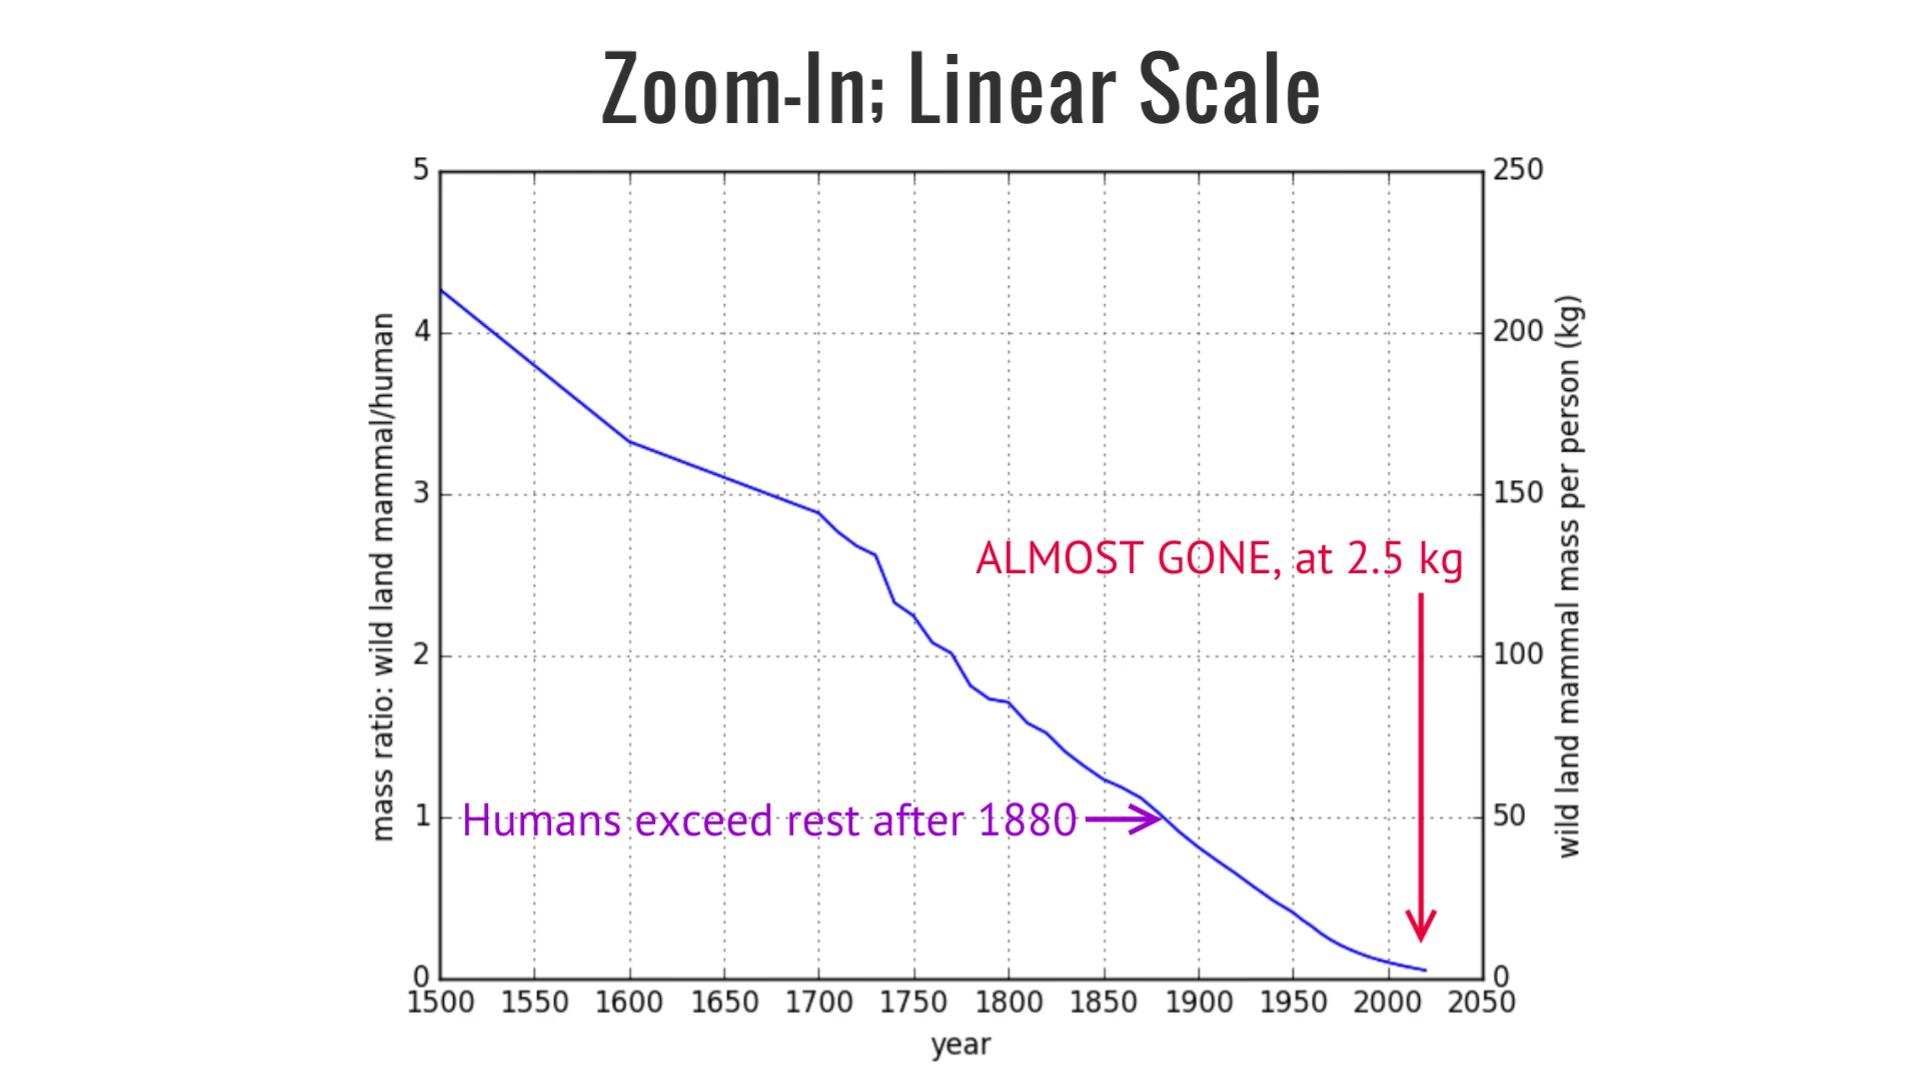 Zoom-In; Linear Scale
5
4
3
2
1
0
mass ratio: wild land mammal/human
250
200
150
100
50
0
wild land mammal mass per person (kg)
ALMOST GONE, at 2.5 kg
Humans exceed rest after 1880
1500 1550 1600 1650 1700 1750 1800 1850 1900 1950 2000 2050
year